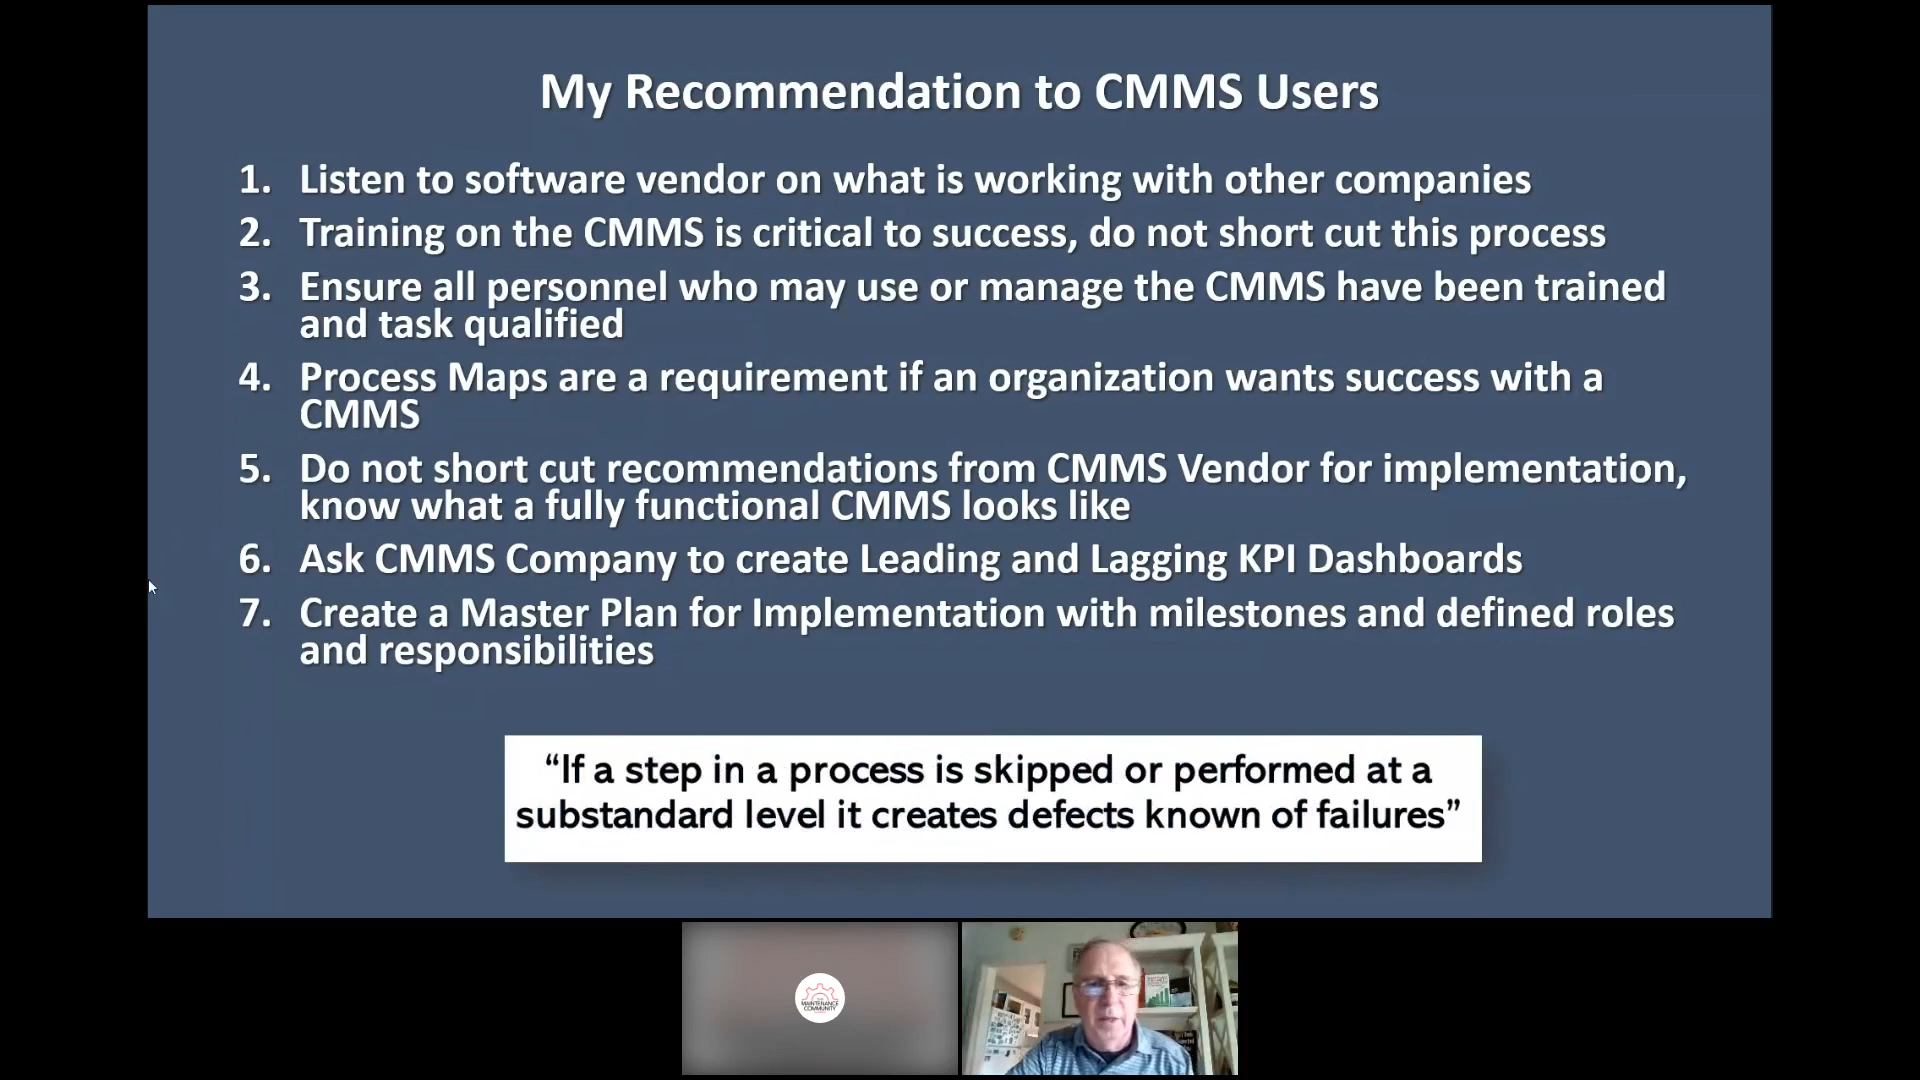 My Recommendation to CMMS Users
1. Listen to software vendor on what is working with other companies
2. Training on the CMMS is critical to success, do not short cut this process
3. Ensure all personnel who may use or manage the CMMS have been trained
and task qualified
4. Process Maps are a requirement if an organization wants success with a
CMMS
5. Do not short cut recommendations from CMMS Vendor for implementation,
know what a fully functional CMMS looks like
6. Ask CMMS Company to create Leading and Lagging KPI Dashboards
7. Create a Master Plan for Implementation with milestones and defined roles
and responsibilities
“If a step in a process is skipped or performed at a
substandard level it creates defects known of failures”
MAINTENANCE
COMMUNITY